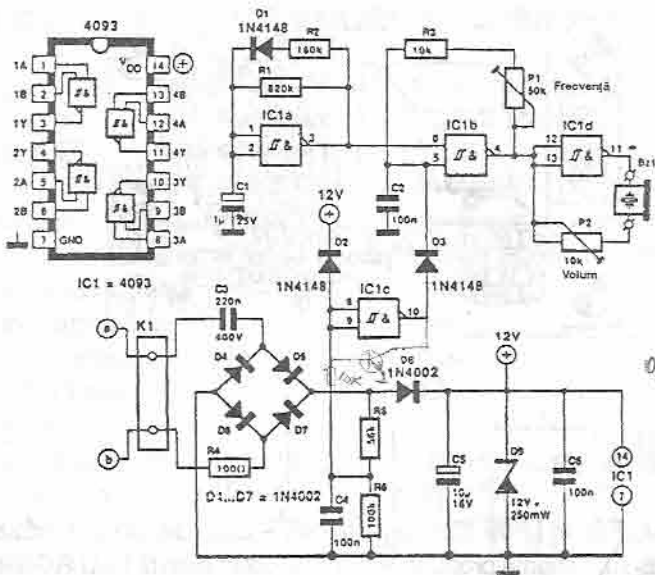 4093
1A 1
VDD 14 +
1B 2
13 4B
1Y 3
12 4A
2Y 4
11 4Y
2A 5
10 3Y
2B 6
9 3B
7 GND
8 3A
IC1 = 4093
D1
1N4148
R2
R1
820k
IC1a
1
2
&
3
C1
1µ 25V
R3
10k
P1
50k
Frecvență
IC1b
6
5
&
4
IC1d
12
13
&
11
Bz1
P2
10k
Volum
C2
100n
12V
+
D2
1N4148
D3
1N4148
IC1c
8
9
&
10
C3
220n
400V
K1
a
b
D4
D5
D6
D7
R4
100Ω
D4...D7 = 1N4002
10K
D8
1N4002
R5
56k
R6
100k
C4
100n
12V
+
C5
10µ
16V
D9
12V
250mW
C6
100n
14
IC1
7